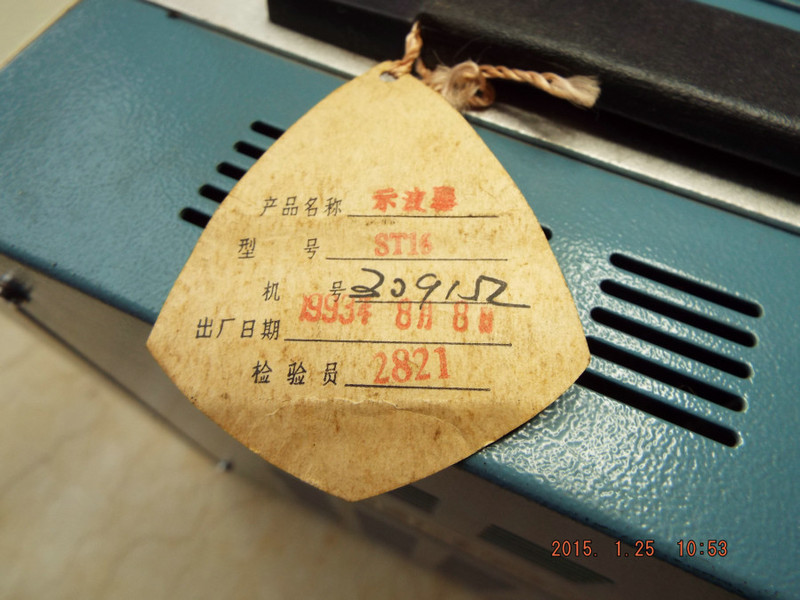 产品名称 示波器
型号 ST16
机号 309152
出厂日期 1993年 8月 8日
检验员 2821
2015. 1.25 10:53